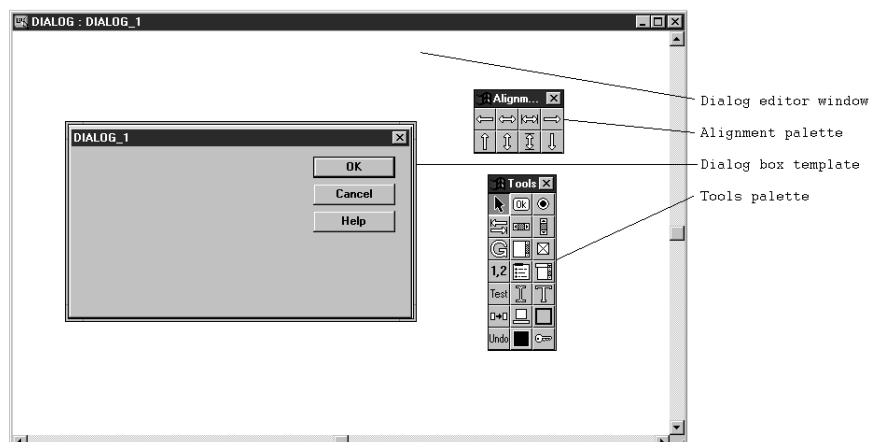 DIALOG : DIALOG_1
Alignm...
Dialog editor window
Alignment palette
DIALOG_1
OK
Cancel
Help
Dialog box template
Tools
Ok
Tools palette
G
1,2
Test
I
T
Undo